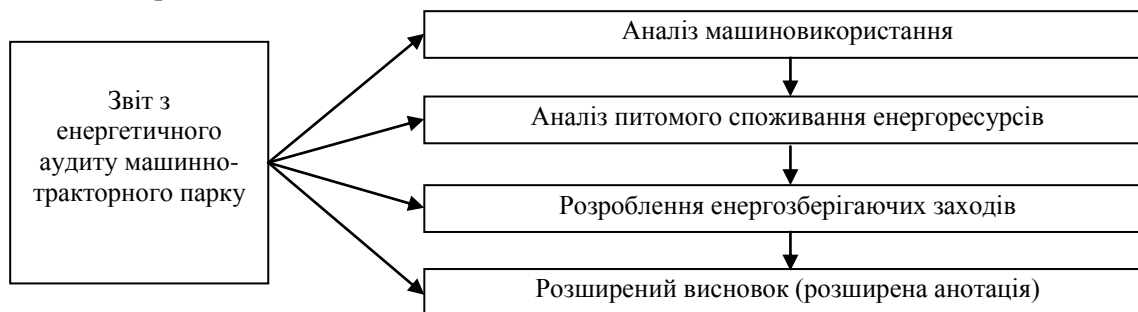 Звіт з
енергетичного
аудиту машинно-
тракторного парку
Аналіз машиновикористання
Аналіз питомого споживання енергоресурсів
Розроблення енергозберігаючих заходів
Розширений висновок (розширена анотація)